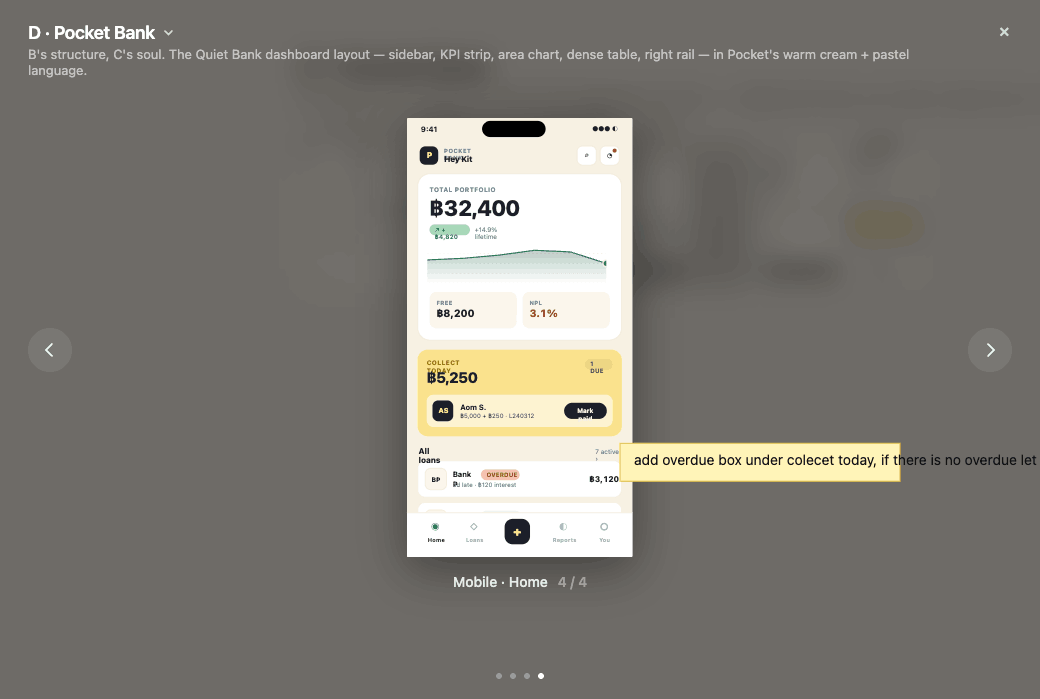 D · Pocket Bank
B's structure, C's soul. The Quiet Bank dashboard layout — sidebar, KPI strip, area chart, dense table, right rail — in Pocket's warm cream + pastel
language.
9:41
P
POCKET
Hey Kit
P
TOTAL PORTFOLIO
฿32,400
↗ +
฿4,820
+14.9%
lifetime
FREE
฿8,200
NPL
3.1%
COLLECT
TODAY
฿5,250
1
DUE
AS
Aom S.
฿5,000 + ฿250 · L240312
Mark
paid
All
loans
7 active
BP
Bank
P.
OVERDUE
d late · ฿120 interest
฿3,120
add overdue box under colecet today, if there is no overdue let
Home
Loans
+
Reports
You
Mobile · Home 4 / 4